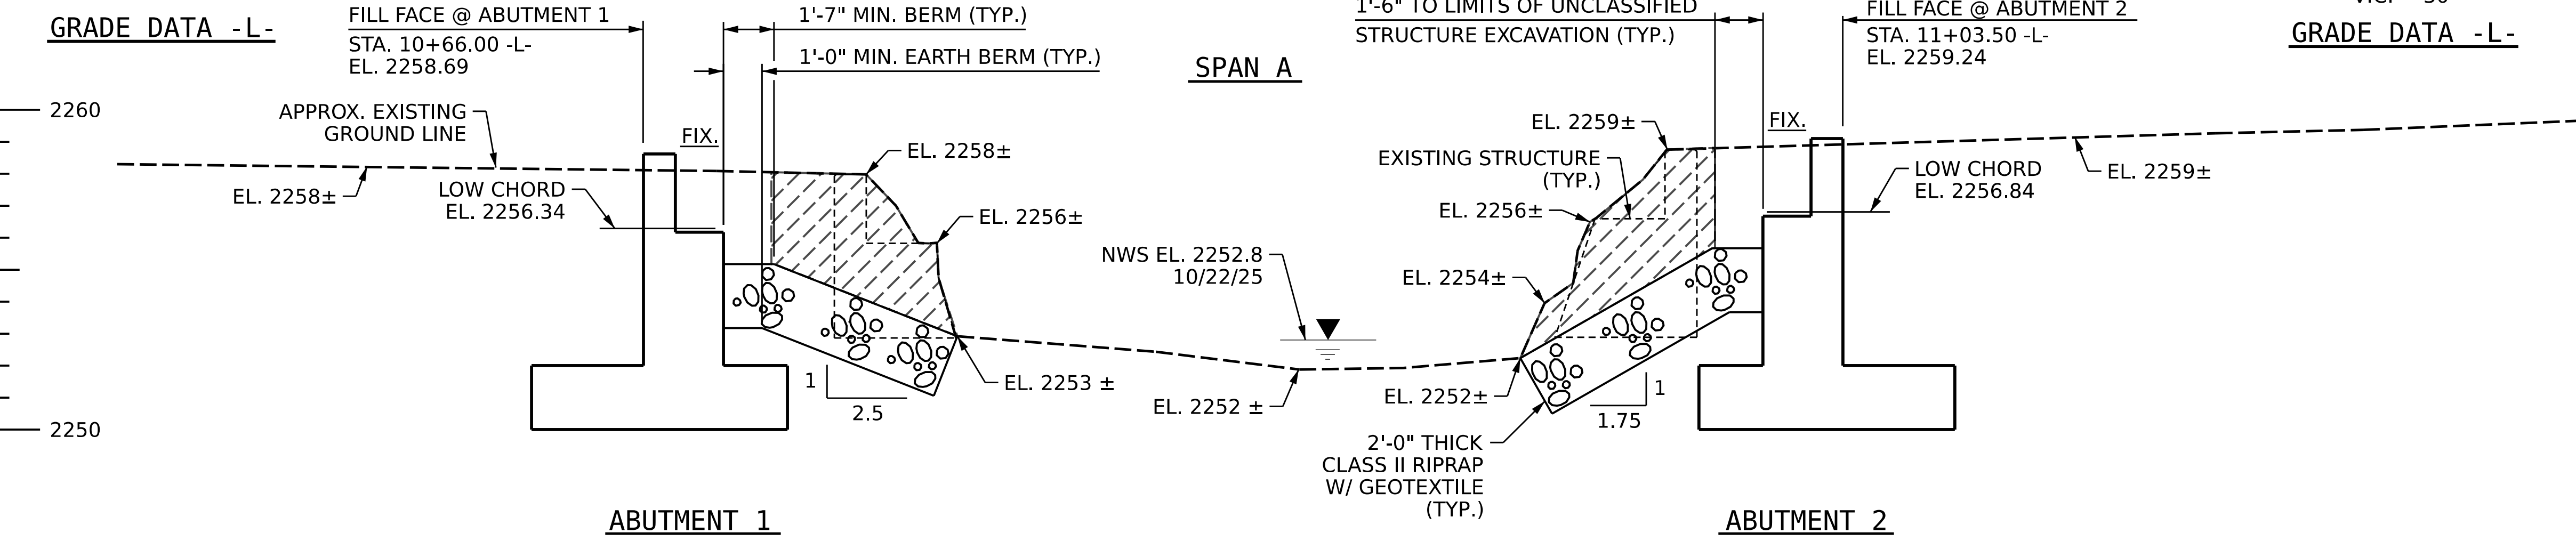 GRADE DATA -L-
FILL FACE @ ABUTMENT 1
STA. 10+66.00 -L-
EL. 2258.69
1'-7" MIN. BERM (TYP.)
1'-0" MIN. EARTH BERM (TYP.)
SPAN A
1'-6" TO LIMITS OF UNCLASSIFIED
STRUCTURE EXCAVATION (TYP.)
FILL FACE @ ABUTMENT 2
STA. 11+03.50 -L-
EL. 2259.24
GRADE DATA -L-
2260
APPROX. EXISTING
GROUND LINE
FIX.
EL. 2258±
EL. 2258±
LOW CHORD
EL. 2256.34
EL. 2256±
NWS EL. 2252.8
10/22/25
EL. 2259±
EXISTING STRUCTURE
(TYP.)
EL. 2256±
EL. 2254±
FIX.
LOW CHORD
EL. 2256.84
EL. 2259±
2250
1
2.5
EL. 2253 ±
EL. 2252 ±
EL. 2252±
1
1.75
2'-0" THICK
CLASS II RIPRAP
W/ GEOTEXTILE
(TYP.)
ABUTMENT 1
ABUTMENT 2